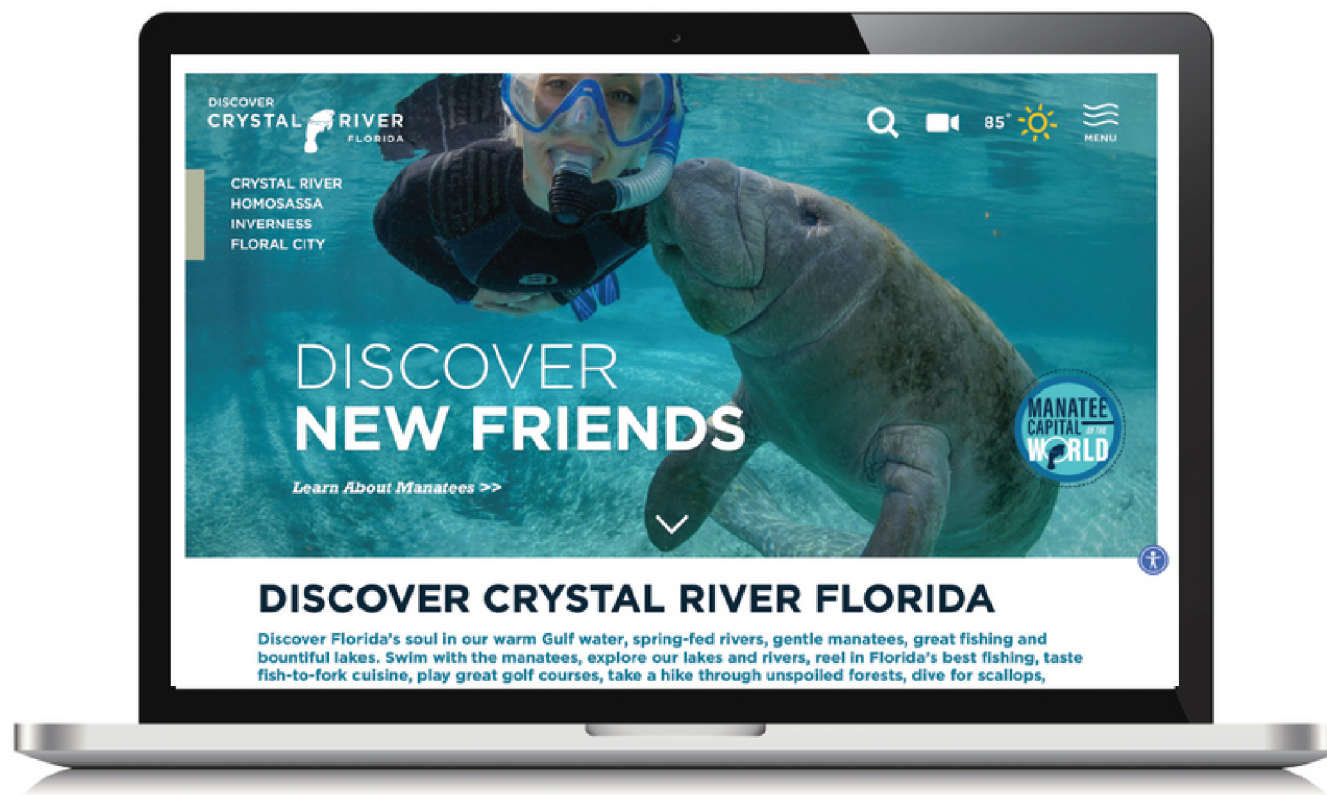 DISCOVER
CRYSTAL RIVER
FLORIDA
85°
MENU
CRYSTAL RIVER
HOMOSASSA
INVERNESS
FLORAL CITY
DISCOVER
NEW FRIENDS
Learn About Manatees >>
MANATEE
CAPITAL OF THE
WORLD
DISCOVER CRYSTAL RIVER FLORIDA
Discover Florida's soul in our warm Gulf water, spring-fed rivers, gentle manatees, great fishing and
bountiful lakes. Swim with the manatees, explore our lakes and rivers, reel in Florida's best fishing, taste
fish-to-fork cuisine, play great golf courses, take a hike through unspoiled forests, dive for scallops,